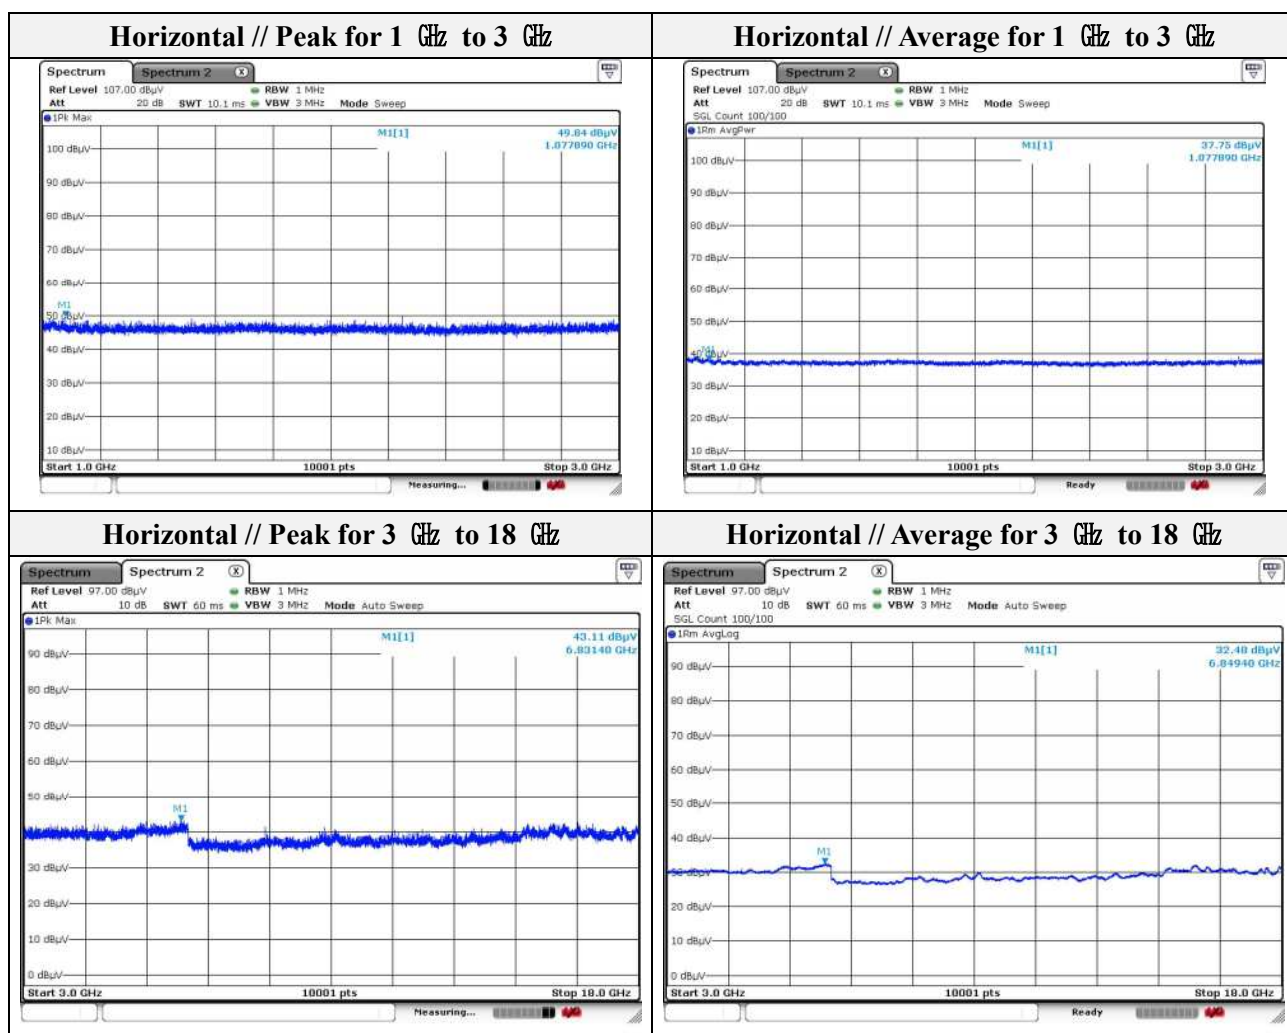 Horizontal // Peak for 1 ㎓ to 3 ㎓
Horizontal // Average for 1 ㎓ to 3 ㎓
Spectrum Spectrum 2 X
Ref Level 107.00 dBµV RBW 1 MHz
Att 20 dB SWT 10.1 ms VBW 3 MHz Mode Sweep
1Pk Max
M1[1] 49.84 dBµV
1.077890 GHz
100 dBµV
90 dBµV
80 dBµV
70 dBµV
60 dBµV
M1
50 dBµV
40 dBµV
30 dBµV
20 dBµV
10 dBµV
Start 1.0 GHz 10001 pts Stop 3.0 GHz
Measuring...
Spectrum Spectrum 2 X
Ref Level 107.00 dBµV RBW 1 MHz
Att 20 dB SWT 10.1 ms VBW 3 MHz Mode Sweep
SGL Count 100/100
1Rm AvgPwr
M1[1] 37.75 dBµV
1.077890 GHz
100 dBµV
90 dBµV
80 dBµV
70 dBµV
60 dBµV
50 dBµV
M1
40 dBµV
30 dBµV
20 dBµV
10 dBµV
Start 1.0 GHz 10001 pts Stop 3.0 GHz
Ready
Horizontal // Peak for 3 ㎓ to 18 ㎓
Horizontal // Average for 3 ㎓ to 18 ㎓
Spectrum Spectrum 2 X
Ref Level 97.00 dBµV RBW 1 MHz
Att 10 dB SWT 60 ms VBW 3 MHz Mode Auto Sweep
1Pk Max
M1[1] 43.11 dBµV
6.83140 GHz
90 dBµV
80 dBµV
70 dBµV
60 dBµV
50 dBµV
M1
30 dBµV
20 dBµV
10 dBµV
0 dBµV
Start 3.0 GHz 10001 pts Stop 18.0 GHz
Measuring...
Spectrum Spectrum 2 X
Ref Level 97.00 dBµV RBW 1 MHz
Att 10 dB SWT 60 ms VBW 3 MHz Mode Auto Sweep
SGL Count 100/100
1Rm AvgLog
M1[1] 32.48 dBµV
6.84940 GHz
90 dBµV
80 dBµV
70 dBµV
60 dBµV
50 dBµV
40 dBµV
M1
30 dBµV
20 dBµV
10 dBµV
0 dBµV
Start 3.0 GHz 10001 pts Stop 18.0 GHz
Ready